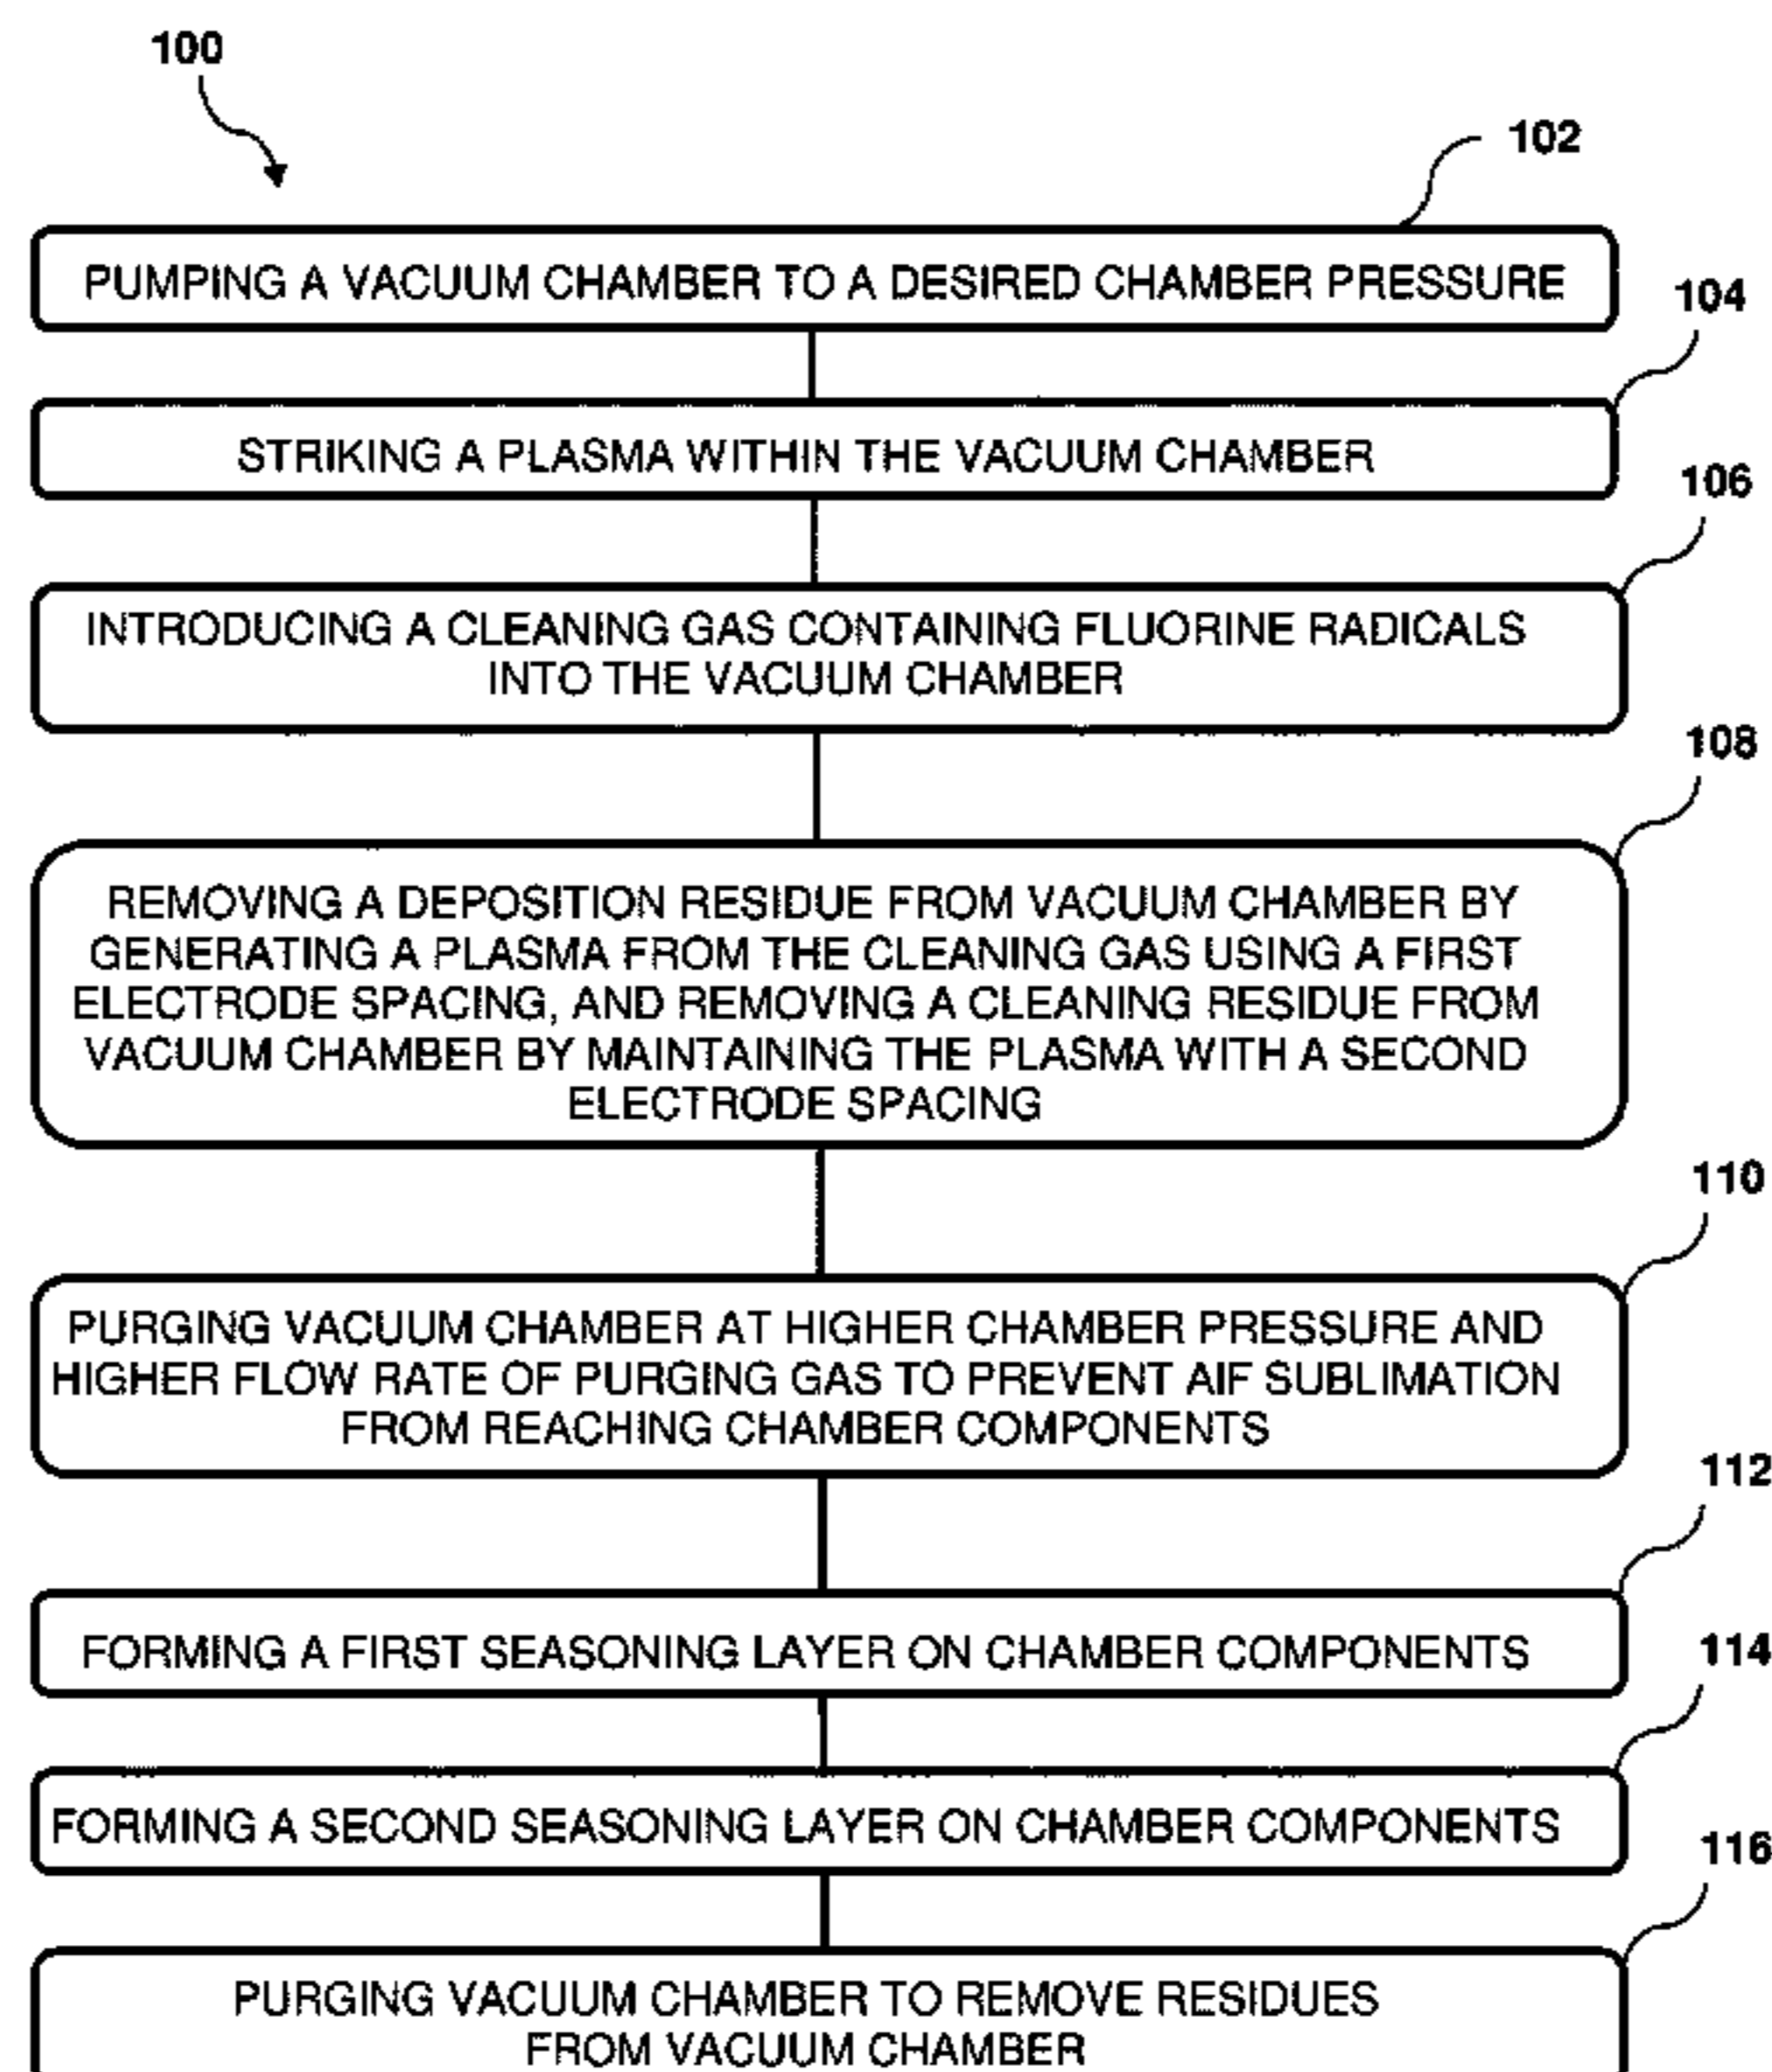 100
102
PUMPING A VACUUM CHAMBER TO A DESIRED CHAMBER PRESSURE
104
STRIKING A PLASMA WITHIN THE VACUUM CHAMBER
106
INTRODUCING A CLEANING GAS CONTAINING FLUORINE RADICALS
INTO THE VACUUM CHAMBER
108
REMOVING A DEPOSITION RESIDUE FROM VACUUM CHAMBER BY
GENERATING A PLASMA FROM THE CLEANING GAS USING A FIRST
ELECTRODE SPACING, AND REMOVING A CLEANING RESIDUE FROM
VACUUM CHAMBER BY MAINTAINING THE PLASMA WITH A SECOND
ELECTRODE SPACING
110
PURGING VACUUM CHAMBER AT HIGHER CHAMBER PRESSURE AND
HIGHER FLOW RATE OF PURGING GAS TO PREVENT AlF SUBLIMATION
FROM REACHING CHAMBER COMPONENTS
112
FORMING A FIRST SEASONING LAYER ON CHAMBER COMPONENTS
114
FORMING A SECOND SEASONING LAYER ON CHAMBER COMPONENTS
116
PURGING VACUUM CHAMBER TO REMOVE RESIDUES
FROM VACUUM CHAMBER